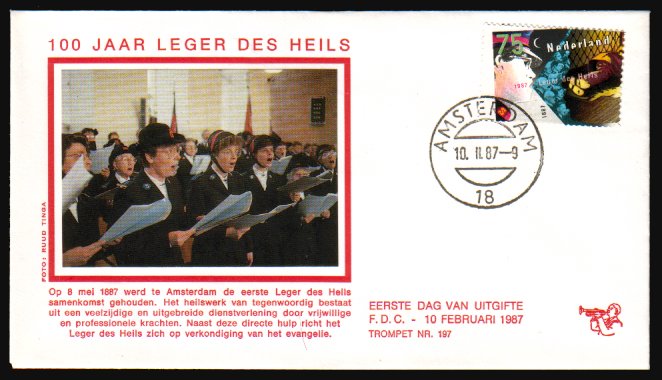 100 JAAR LEGER DES HEILS
75 Nederland
1987 Leger des Heils
1887
AMSTERDAM
10. II. 87—9
18
FOTO: RUUD TINGA
Op 8 mei 1887 werd te Amsterdam de eerste Leger des Heils
samenkomst gehouden. Het heilswerk van tegenwoordig bestaat
uit een veelzijdige en uitgebreide dienstverlening door vrijwillige
en professionele krachten. Naast deze directe hulp richt het
Leger des Heils zich op verkondiging van het evangelie.
EERSTE DAG VAN UITGIFTE
F.D.C. - 10 FEBRUARI 1987
TROMPET NR. 197